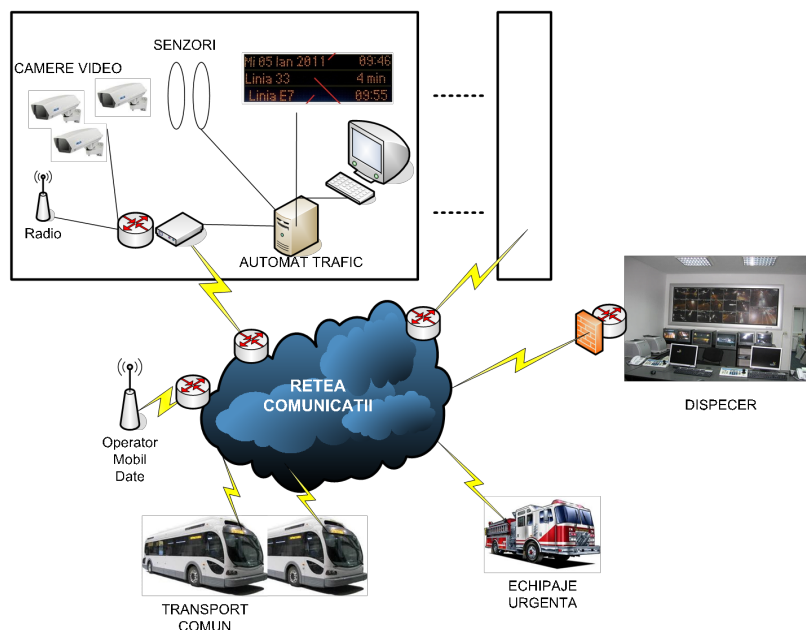 SENZORI
CAMERE VIDEO
Mi 05 Ian 2011 09:46
Linia 33 4 min
Linia E7 09:55
Radio
AUTOMAT TRAFIC
RETEA
COMUNICATII
DISPECER
Operator
Mobil
Date
TRANSPORT
COMUN
ECHIPAJE
URGENTA